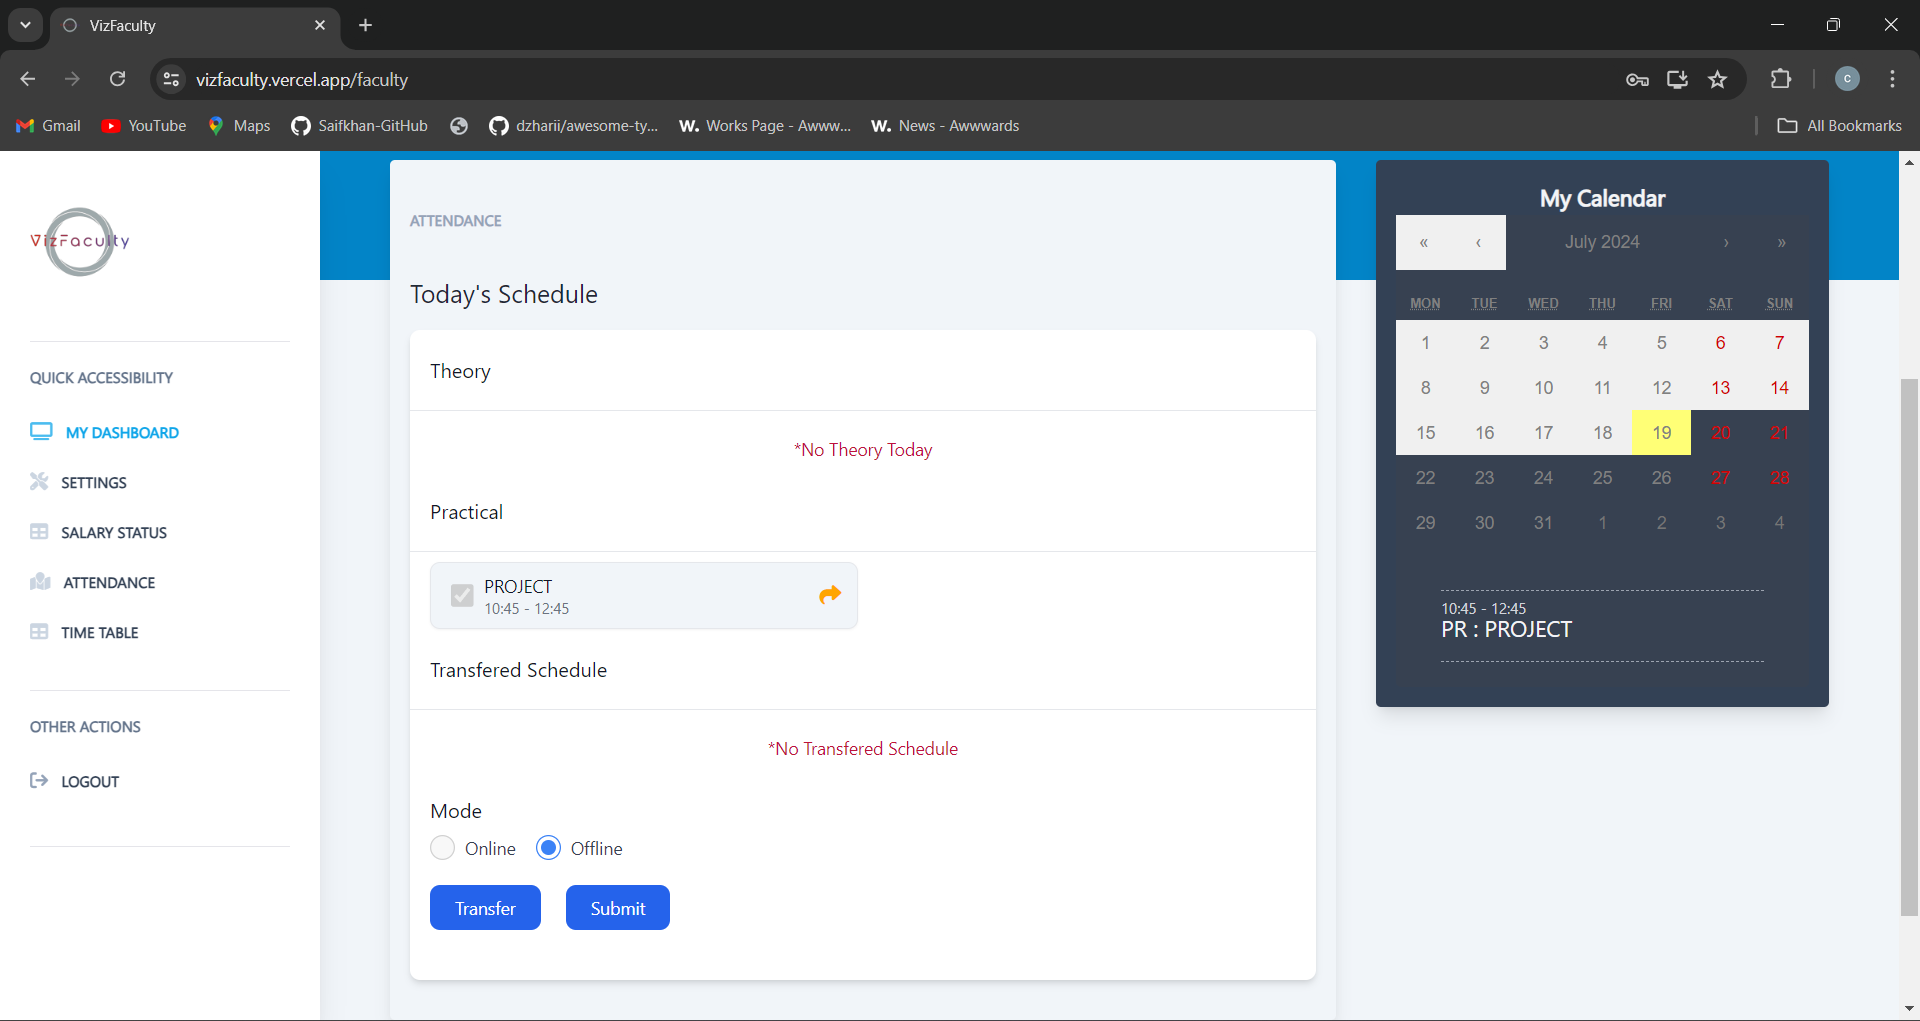 VizFaculty
vizfaculty.vercel.app/faculty
c
Gmail
YouTube
Maps
Saifkhan-GitHub
dzharii/awesome-ty...
W. Works Page - Awww...
W. News - Awwwards
All Bookmarks
VizFaculty
QUICK ACCESSIBILITY
MY DASHBOARD
SETTINGS
SALARY STATUS
ATTENDANCE
TIME TABLE
OTHER ACTIONS
LOGOUT
ATTENDANCE
Today's Schedule
Theory
*No Theory Today
Practical
PROJECT
10:45 - 12:45
Transfered Schedule
*No Transfered Schedule
Mode
Online Offline
Transfer Submit
My Calendar
« ‹ July 2024 › »
MON TUE WED THU FRI SAT SUN
1 2 3 4 5 6 7
8 9 10 11 12 13 14
15 16 17 18 19 20 21
22 23 24 25 26 27 28
29 30 31 1 2 3 4
10:45 - 12:45
PR : PROJECT